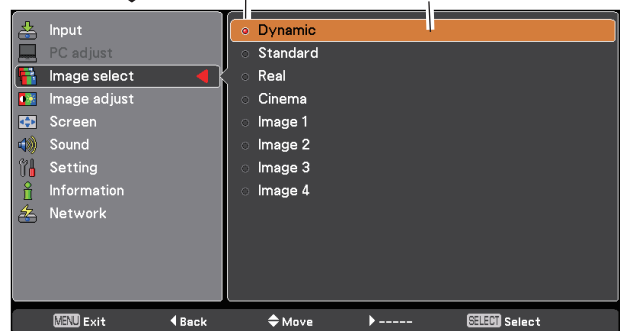 Input
PC adjust
Image select
Image adjust
Screen
Sound
Setting
Information
Network
Dynamic
Standard
Real
Cinema
Image 1
Image 2
Image 3
Image 4
MENU Exit Back Move ----- SELECT Select